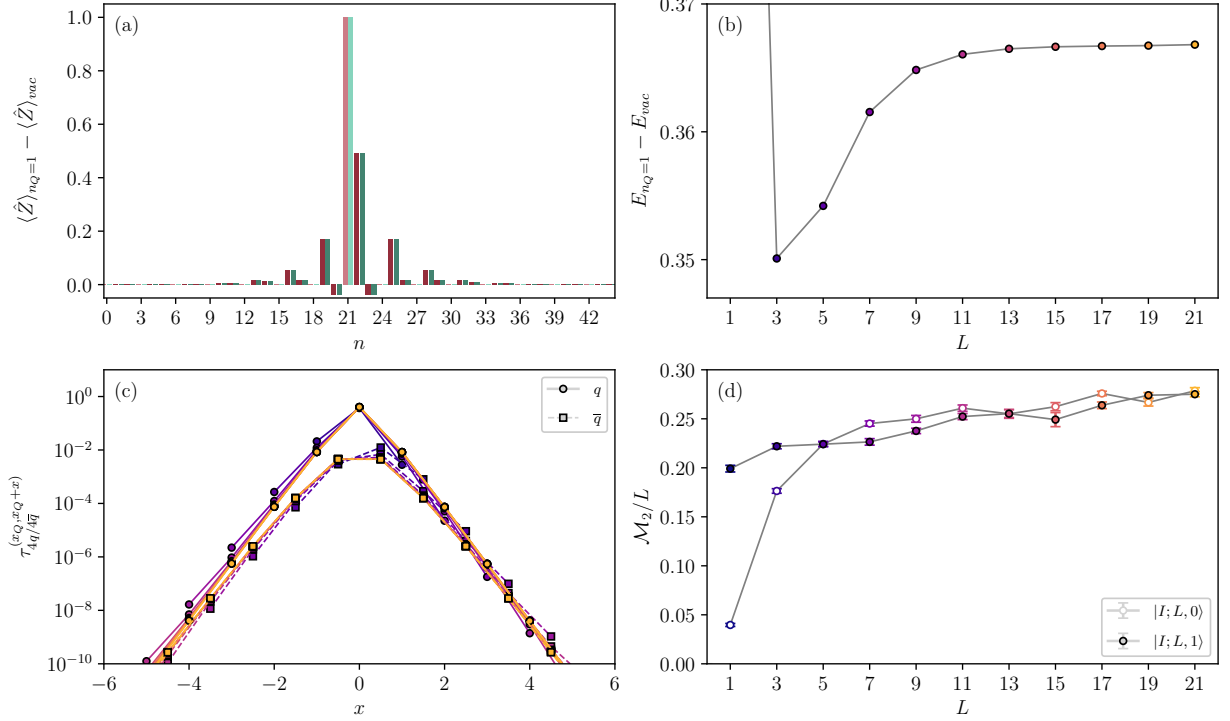 (a)
1.0
0.8
0.6
0.4
0.2
0.0
⟨Ẑ⟩_{n_Q=1} − ⟨Ẑ⟩_{vac}
0 3 6 9 12 15 18 21 24 27 30 33 36 39 42
n
(b)
0.37
0.36
0.35
E_{n_Q=1} − E_{vac}
1 3 5 7 9 11 13 15 17 19 21
L
(c)
q
q̅
10^0
10^{−2}
10^{−4}
10^{−6}
10^{−8}
10^{−10}
τ_{4q/4q̅}^{(x_Q,x_Q+x)}
−6 −4 −2 0 2 4 6
x
(d)
0.30
0.25
0.20
0.15
0.10
0.05
0.00
ℳ_2/L
|I; L, 0⟩
|I; L, 1⟩
1 3 5 7 9 11 13 15 17 19 21
L